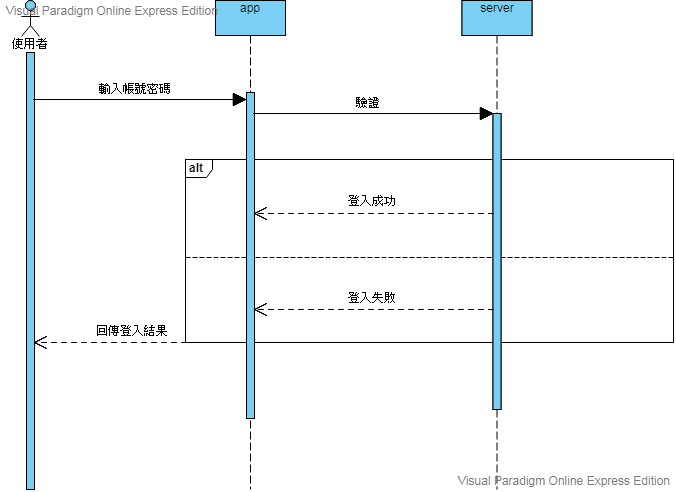 Visual Paradigm Online Express Edition
app
server
使用者
輸入帳號密碼
驗證
alt
登入成功
登入失敗
回傳登入結果
Visual Paradigm Online Express Edition